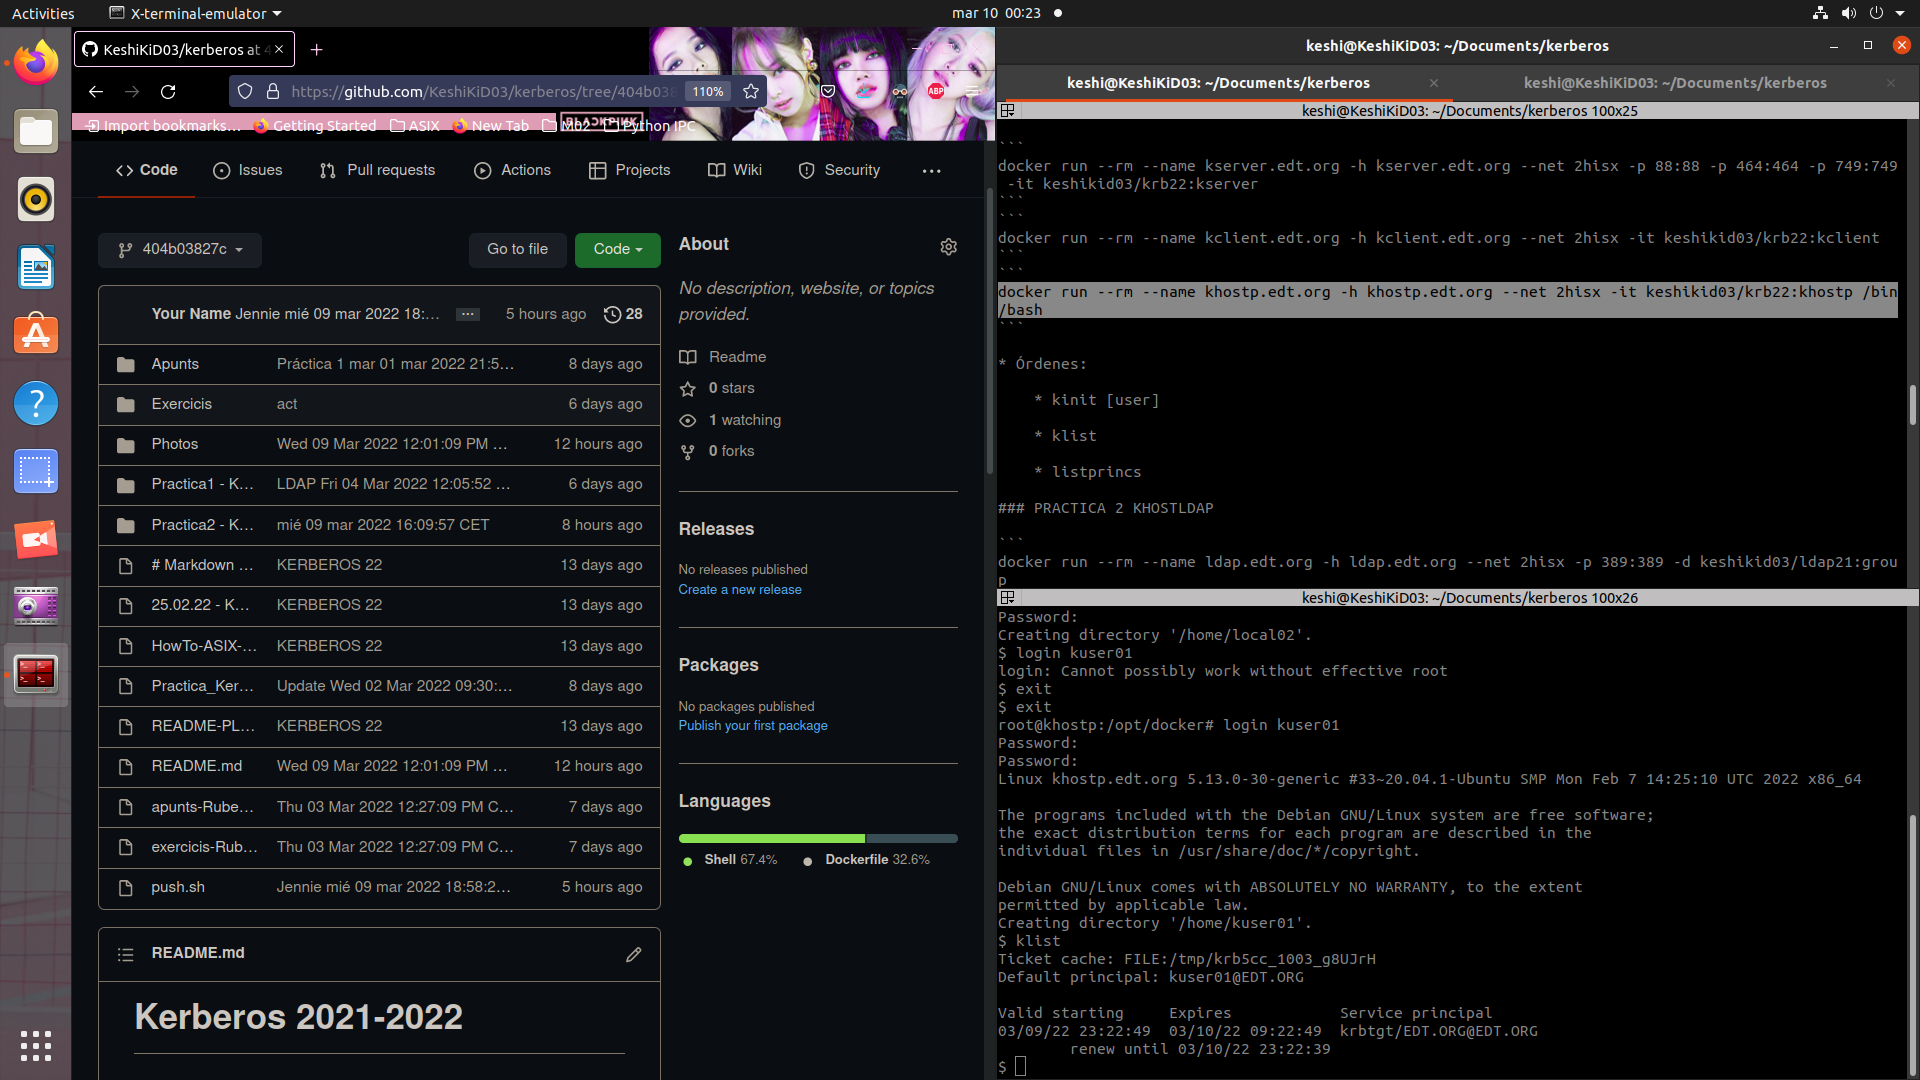 Activities
X-terminal-emulator
mar 10 00:23
KeshiKiD03/kerberos at 4
https://github.com/KeshiKiD03/kerberos/tree/404b038
110%
ABP
Import bookmarks...
Getting Started
ASIX
New Tab
M02
BLACKPINK
Python IPC
Code
Issues
Pull requests
Actions
Projects
Wiki
Security
404b03827c
Go to file
Code
Your Name Jennie mié 09 mar 2022 18:...
5 hours ago
28
Apunts
Práctica 1 mar 01 mar 2022 21:5...
8 days ago
Exercicis
act
6 days ago
Photos
Wed 09 Mar 2022 12:01:09 PM ...
12 hours ago
Practica1 - K...
LDAP Fri 04 Mar 2022 12:05:52 ...
6 days ago
Practica2 - K...
mié 09 mar 2022 16:09:57 CET
8 hours ago
# Markdown ...
KERBEROS 22
13 days ago
25.02.22 - K...
KERBEROS 22
13 days ago
HowTo-ASIX-...
KERBEROS 22
13 days ago
Practica_Ker...
Update Wed 02 Mar 2022 09:30:...
8 days ago
README-PL...
KERBEROS 22
13 days ago
README.md
Wed 09 Mar 2022 12:01:09 PM ...
12 hours ago
apunts-Rube...
Thu 03 Mar 2022 12:27:09 PM C...
7 days ago
exercicis-Rub...
Thu 03 Mar 2022 12:27:09 PM C...
7 days ago
push.sh
Jennie mié 09 mar 2022 18:58:2...
5 hours ago
README.md
Kerberos 2021-2022
About
No description, website, or topics
provided.
Readme
0 stars
1 watching
0 forks
Releases
No releases published
Create a new release
Packages
No packages published
Publish your first package
Languages
Shell 67.4%
Dockerfile 32.6%
keshi@KeshiKiD03: ~/Documents/kerberos
keshi@KeshiKiD03: ~/Documents/kerberos
keshi@KeshiKiD03: ~/Documents/kerberos
keshi@KeshiKiD03: ~/Documents/kerberos 100x25
```
docker run --rm --name kserver.edt.org -h kserver.edt.org --net 2hisx -p 88:88 -p 464:464 -p 749:749
-it keshikid03/krb22:kserver
```
```
docker run --rm --name kclient.edt.org -h kclient.edt.org --net 2hisx -it keshikid03/krb22:kclient
```
```
docker run --rm --name khostp.edt.org -h khostp.edt.org --net 2hisx -it keshikid03/krb22:khostp /bin
/bash
```
* Órdenes:
* kinit [user]
* klist
* listprincs
### PRACTICA 2 KHOSTLDAP
```
docker run --rm --name ldap.edt.org -h ldap.edt.org --net 2hisx -p 389:389 -d keshikid03/ldap21:grou
p
keshi@KeshiKiD03: ~/Documents/kerberos 100x26
Password:
Creating directory '/home/local02'.
$ login kuser01
login: Cannot possibly work without effective root
$ exit
$ exit
root@khostp:/opt/docker# login kuser01
Password:
Password:
Linux khostp.edt.org 5.13.0-30-generic #33~20.04.1-Ubuntu SMP Mon Feb 7 14:25:10 UTC 2022 x86_64
The programs included with the Debian GNU/Linux system are free software;
the exact distribution terms for each program are described in the
individual files in /usr/share/doc/*/copyright.
Debian GNU/Linux comes with ABSOLUTELY NO WARRANTY, to the extent
permitted by applicable law.
Creating directory '/home/kuser01'.
$ klist
Ticket cache: FILE:/tmp/krb5cc_1003_g8UJrH
Default principal: kuser01@EDT.ORG
Valid starting     Expires            Service principal
03/09/22 23:22:49  03/10/22 09:22:49  krbtgt/EDT.ORG@EDT.ORG
renew until 03/10/22 23:22:39
$